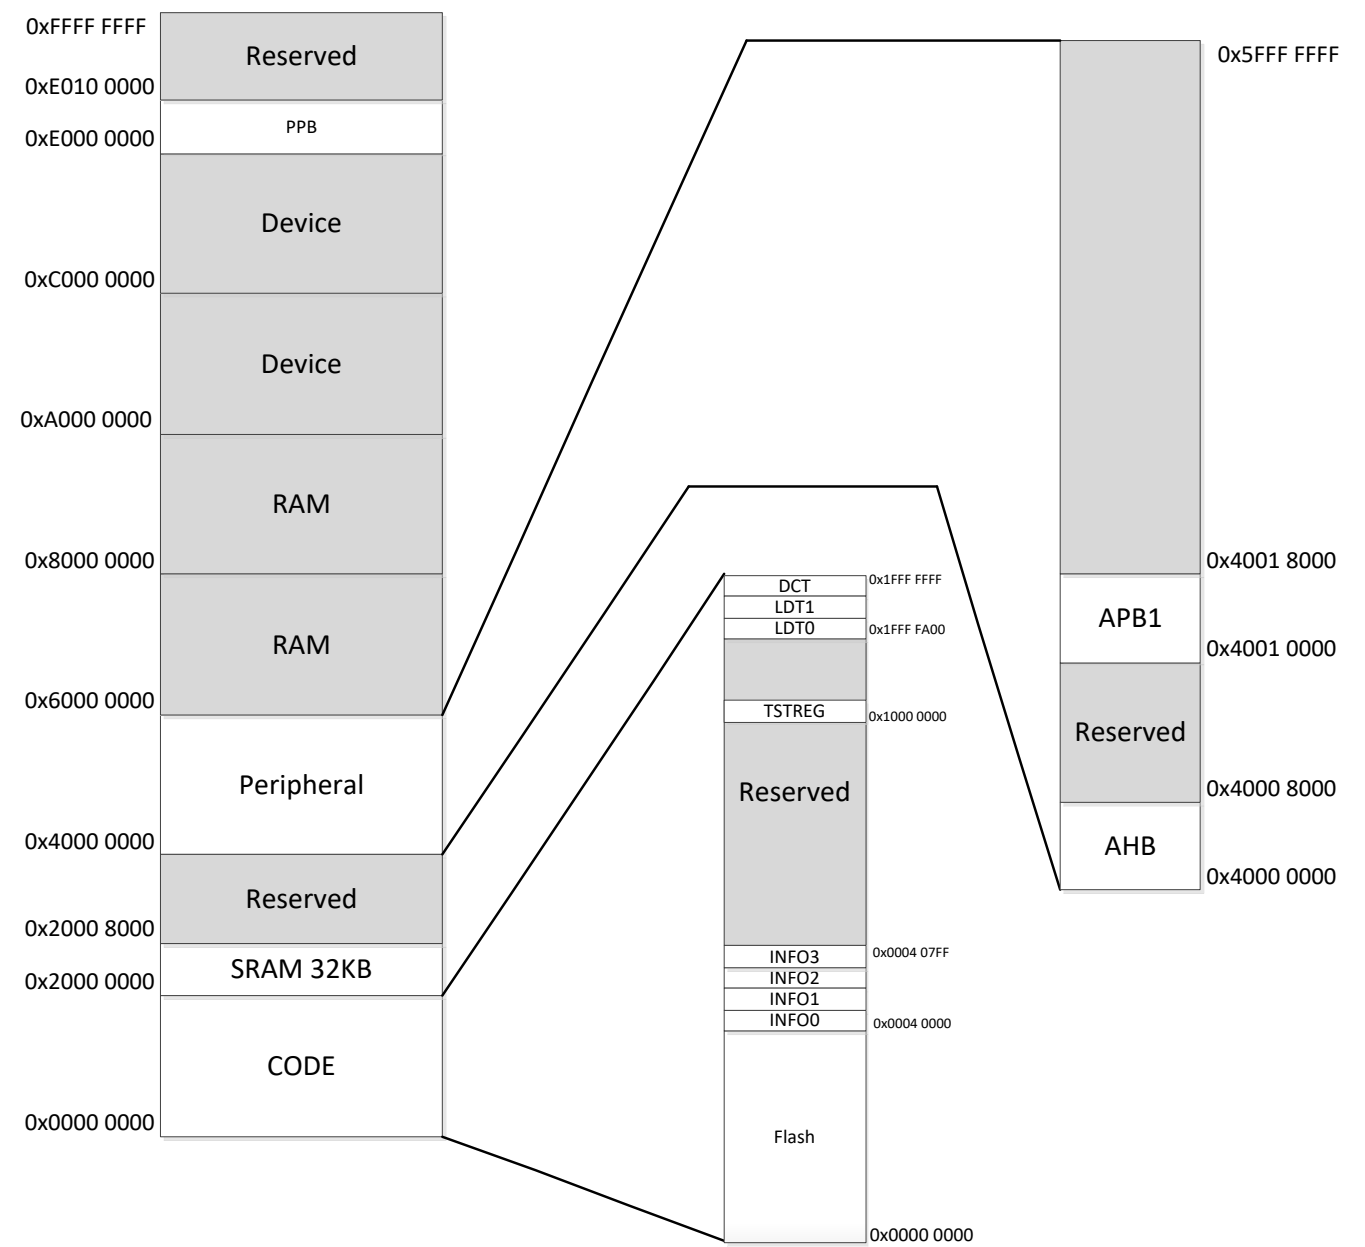 0xFFFF FFFF
Reserved
0xE010 0000
PPB
0xE000 0000
Device
0xC000 0000
Device
0xA000 0000
RAM
0x8000 0000
RAM
0x6000 0000
Peripheral
0x4000 0000
Reserved
0x2000 8000
SRAM 32KB
0x2000 0000
CODE
0x0000 0000
DCT
0x1FFF FFFF
LDT1
LDT0
0x1FFF FA00
TSTREG
0x1000 0000
Reserved
INFO3
0x0004 07FF
INFO2
INFO1
INFO0
0x0004 0000
Flash
0x0000 0000
0x5FFF FFFF
0x4001 8000
APB1
0x4001 0000
Reserved
0x4000 8000
AHB
0x4000 0000